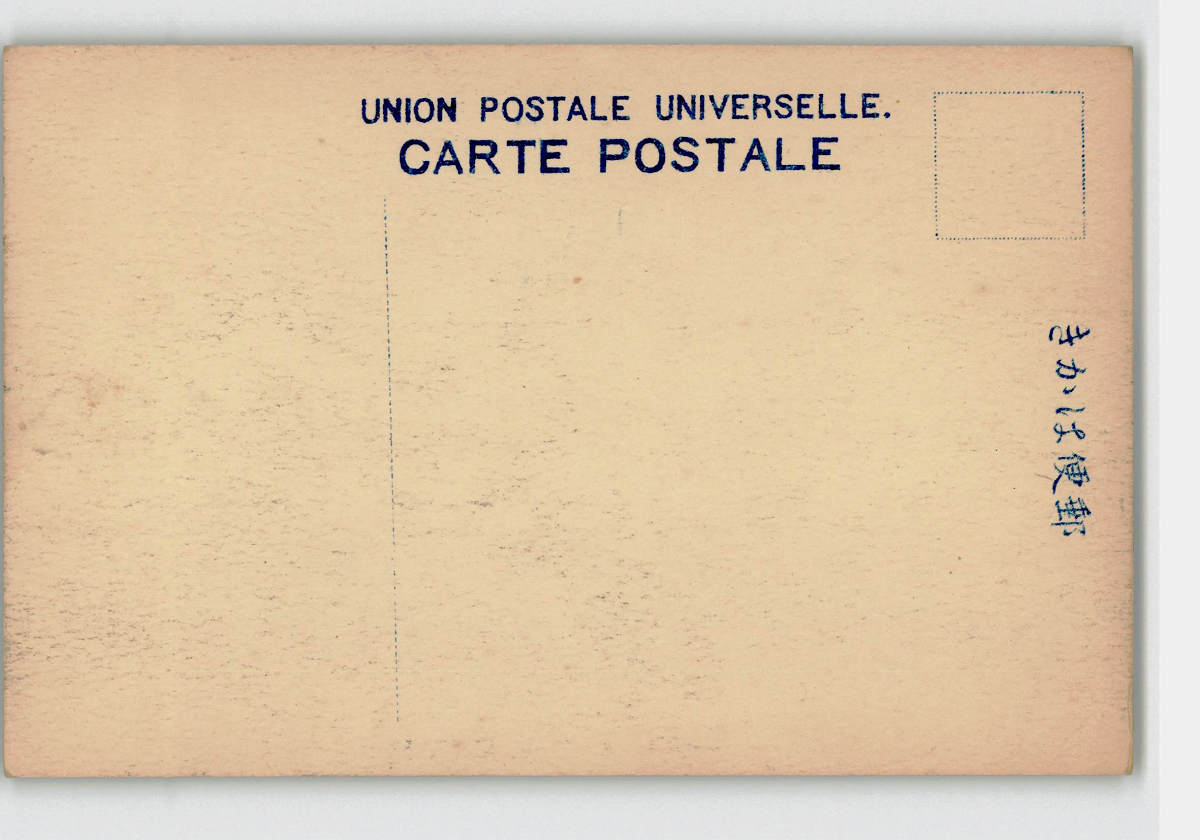 UNION POSTALE UNIVERSELLE.
CARTE POSTALE
郵便はかき